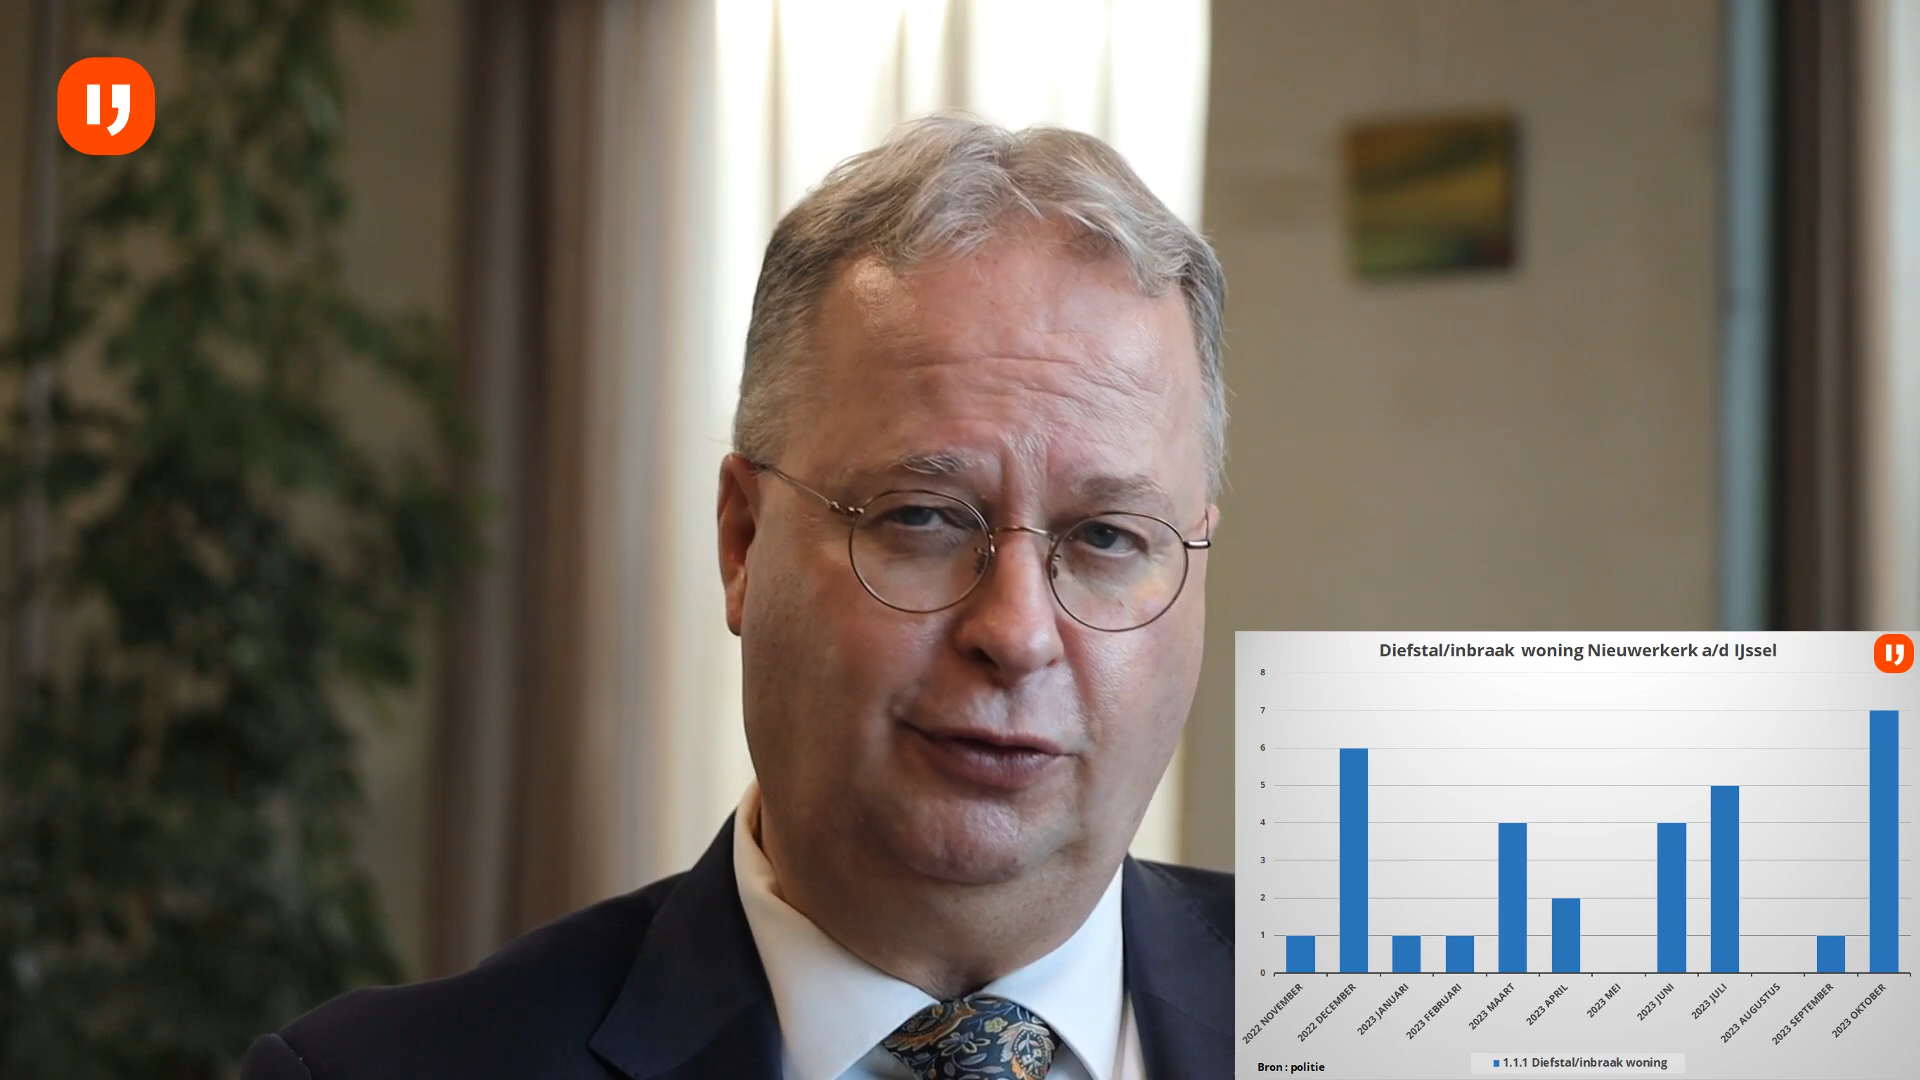 IJ
Diefstal/inbraak woning Nieuwerkerk a/d IJssel
IJ
8
7
6
5
4
3
2
1
0
2022 NOVEMBER
2022 DECEMBER
2023 JANUARI
2023 FEBRUARI
2023 MAART
2023 APRIL
2023 MEI
2023 JUNI
2023 JULI
2023 AUGUSTUS
2023 SEPTEMBER
2023 OKTOBER
Bron : politie
1.1.1 Diefstal/inbraak woning